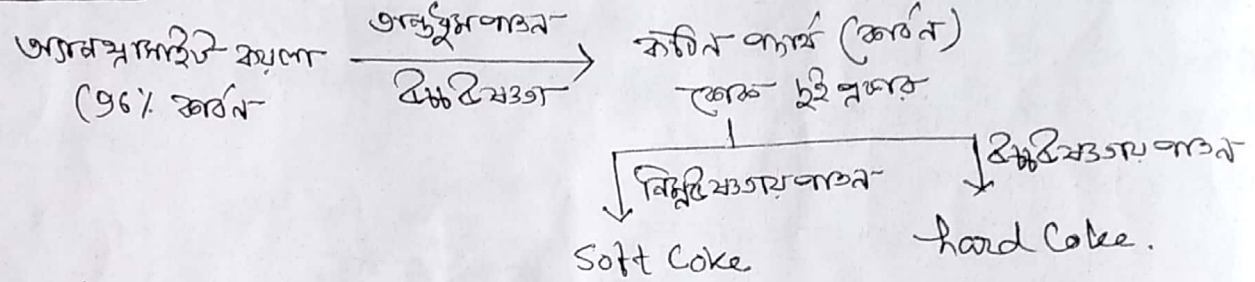 অন্তর্ধূম পাতন
অ্যানথ্রাসাইট কয়লা
(96% কার্বন
উচ্চ উষ্ণতা
কঠিন পদার্থ (কার্বন)
কোক দুই প্রকার
নিম্ন উষ্ণতায় পাতন
উচ্চ উষ্ণতায় পাতন
Soft Coke
hard Coke.